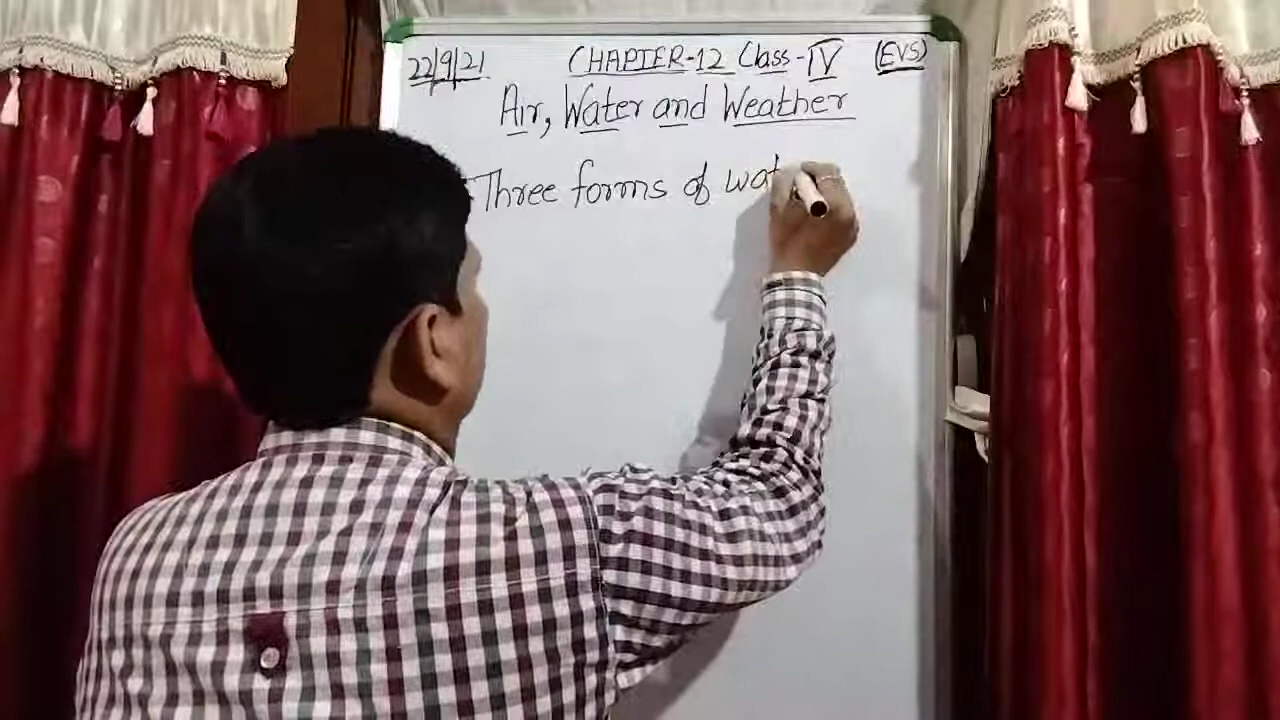 22/9/21 CHAPTER-12 Class-IV (EVS)
Air, Water and Weather
Three forms of wat